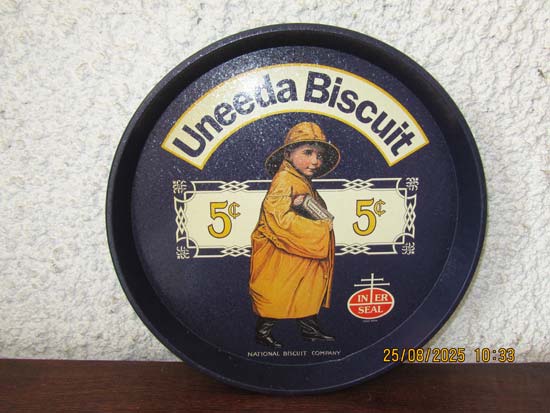 Uneeda Biscuit
5¢ 5¢
IN ER
SEAL
NATIONAL BISCUIT COMPANY
25/08/2025 10:33